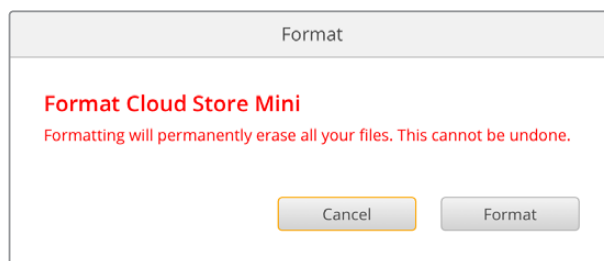 Format
Format Cloud Store Mini
Formatting will permanently erase all your files. This cannot be undone.
Cancel
Format